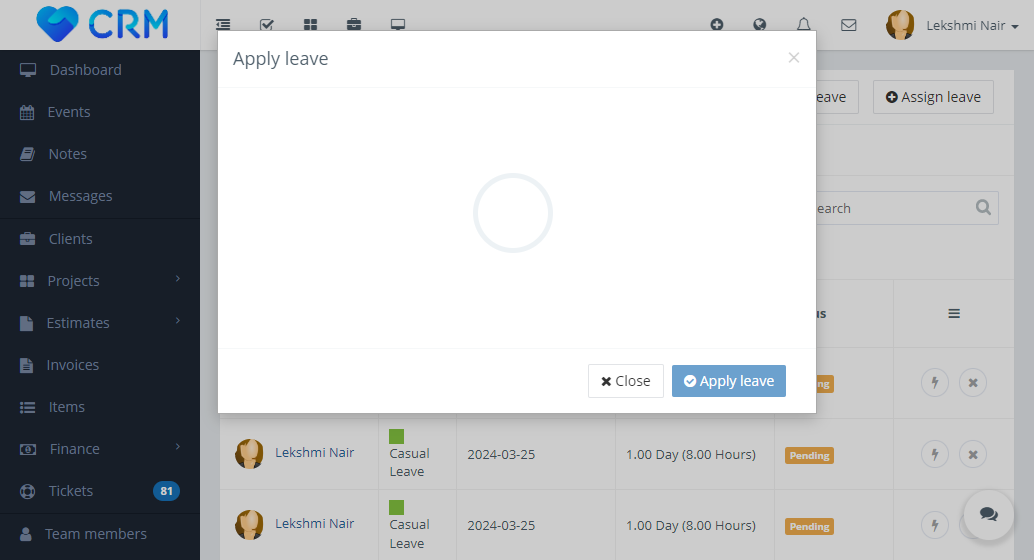 CRM
Lekshmi Nair
Apply leave
×
eave
Assign leave
Dashboard
Events
Notes
Messages
Clients
Projects
Estimates
Invoices
Items
Finance
Tickets
81
Team members
earch
us
Close
Apply leave
ng
Lekshmi Nair
Casual
Leave
2024-03-25
1.00 Day (8.00 Hours)
Pending
Lekshmi Nair
Casual
Leave
2024-03-25
1.00 Day (8.00 Hours)
Pending